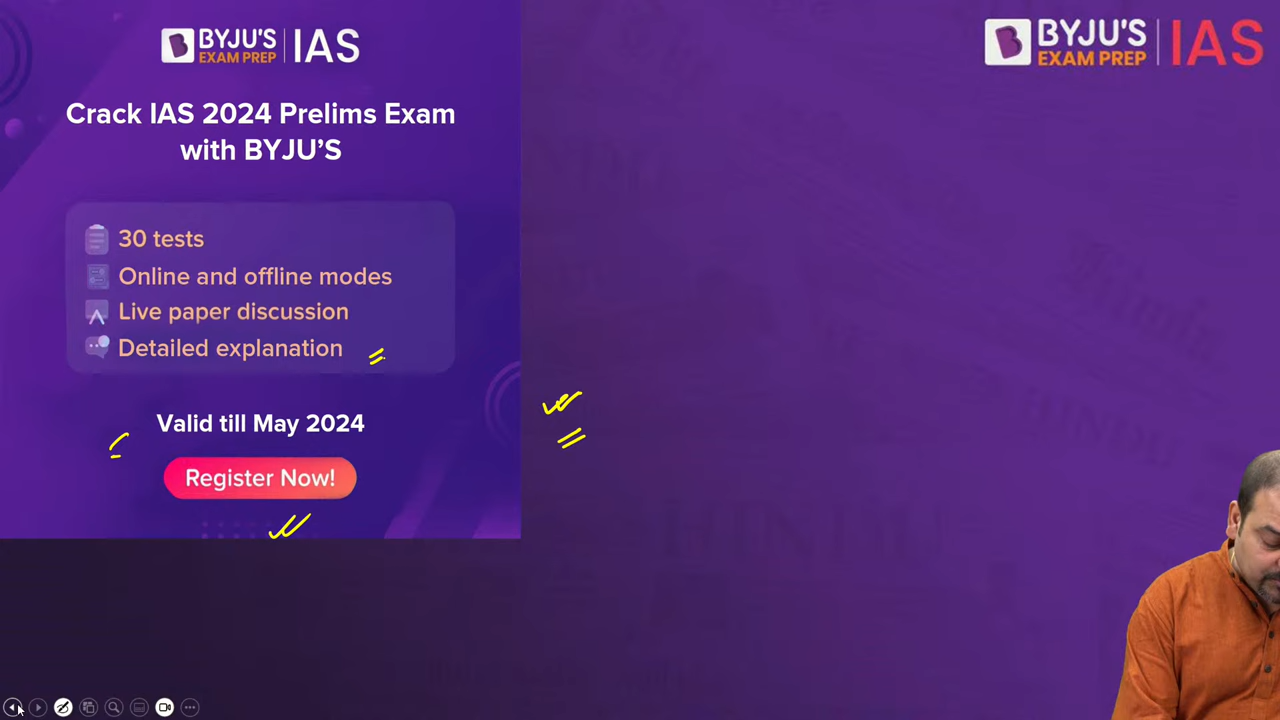 BYJU'S
EXAM PREP
IAS
Crack IAS 2024 Prelims Exam
with BYJU'S
30 tests
Online and offline modes
Live paper discussion
Detailed explanation
Valid till May 2024
Register Now!
BYJU'S
EXAM PREP
IAS
HINDU